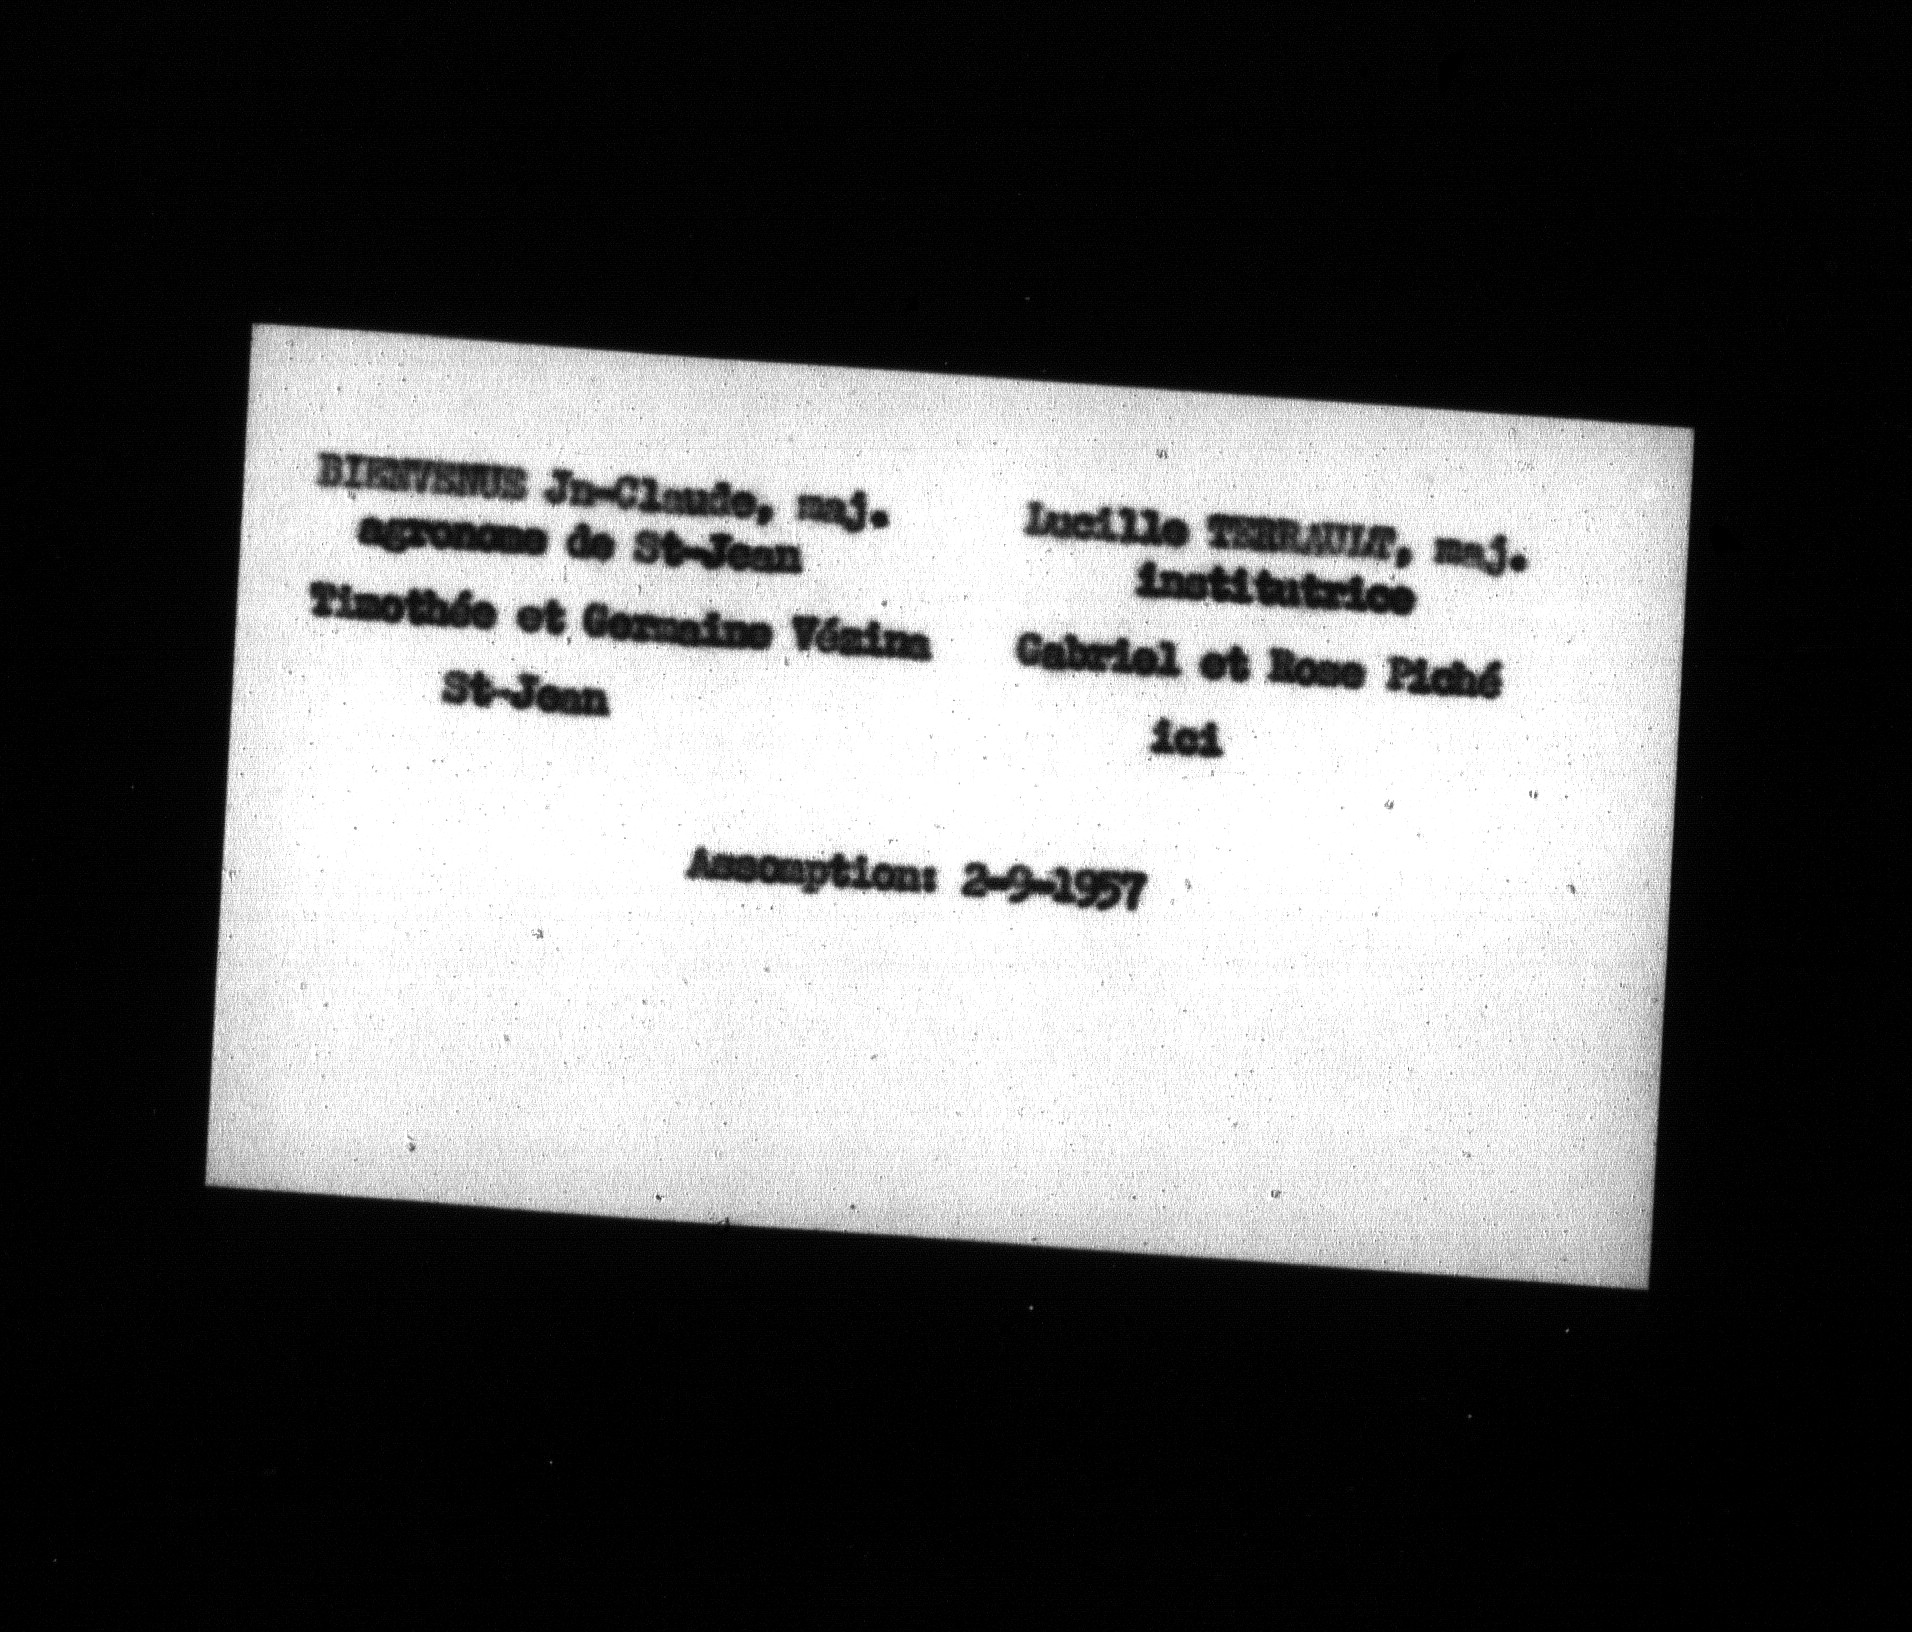 BIENVENUE Jn-Claude, maj.
agronome de St-Jean
Timothée et Germaine Vézina
St-Jean
Lucille TERRAULT, maj.
institutrice
Gabriel et Rose Piché
ici
Assomption: 2-9-1957